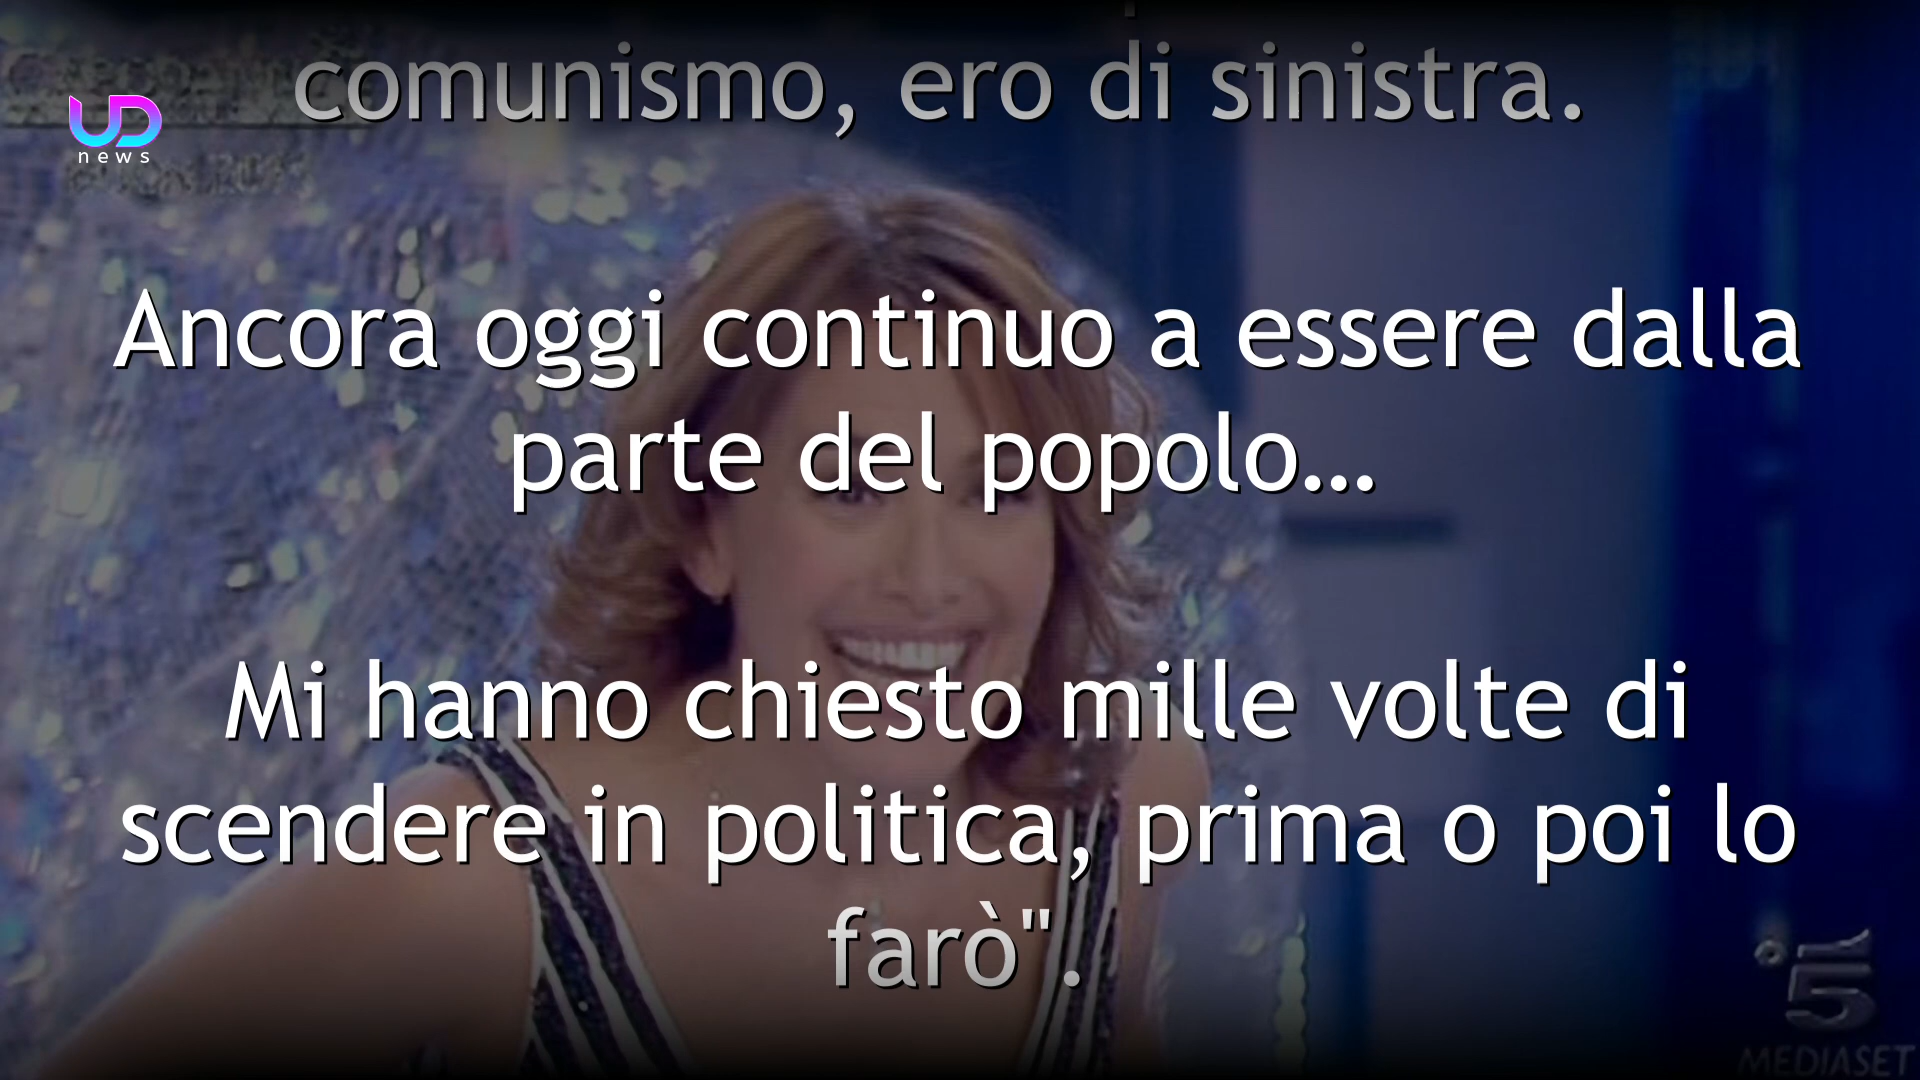 comunismo, ero di sinistra.
UD
news
Ancora oggi continuo a essere dalla
parte del popolo...
Mi hanno chiesto mille volte di
scendere in politica, prima o poi lo
farò".
5
MEDIASET